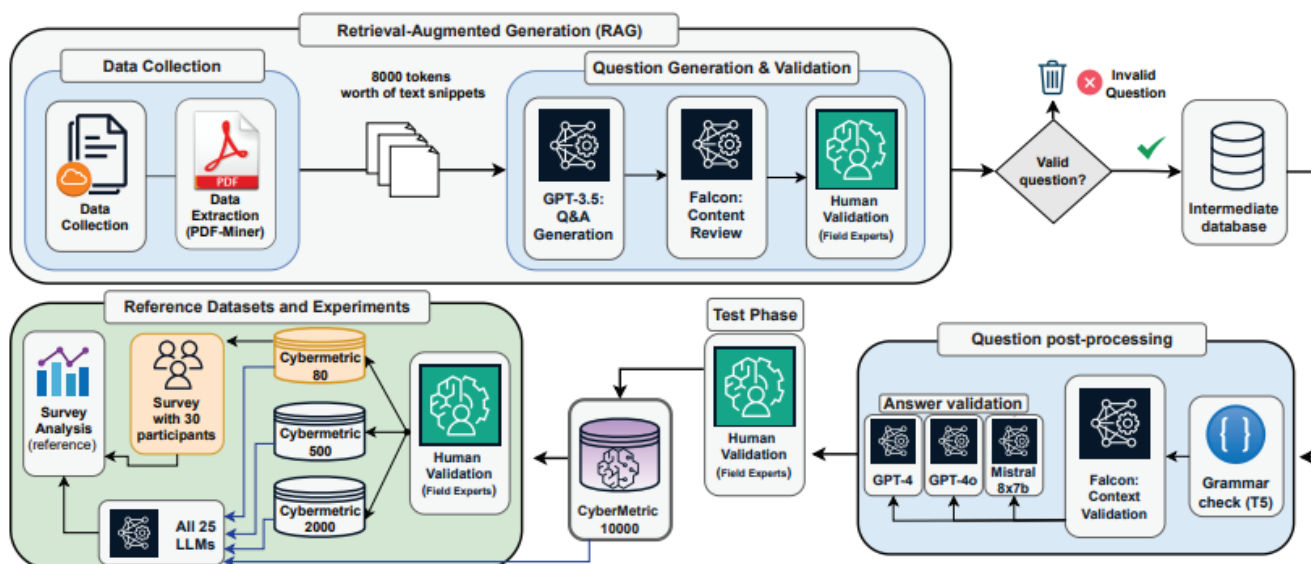 Retrieval-Augmented Generation (RAG)
Data Collection
Data
Collection
PDF
Data
Extraction
(PDF-Miner)
8000 tokens
worth of text snippets
Question Generation & Validation
GPT-3.5:
Q&A
Generation
Falcon:
Content
Review
Human
Validation
(Field Experts)
Invalid
Question
Valid
question?
Intermediate
database
Reference Datasets and Experiments
Survey
Analysis
(reference)
Survey
with 30
participants
Cybermetric
80
Cybermetric
500
Cybermetric
2000
Human
Validation
(Field Experts)
All 25
LLMs
CyberMetric
10000
Test Phase
Human
Validation
(Field Experts)
Question post-processing
Answer validation
GPT-4
GPT-4o
Mistral
8x7b
Falcon:
Context
Validation
{ }
Grammar
check (T5)